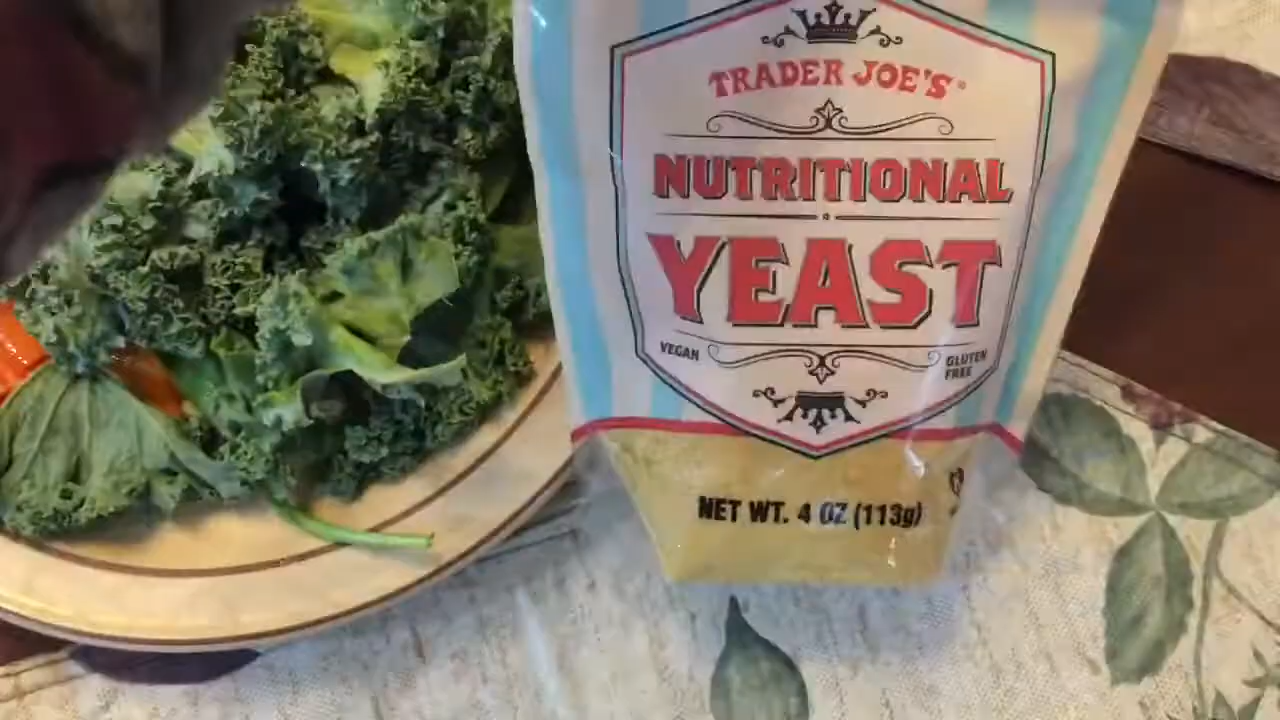 TRADER JOE'S®
NUTRITIONAL
YEAST
VEGAN
GLUTEN
FREE
NET WT. 4 OZ (113g)